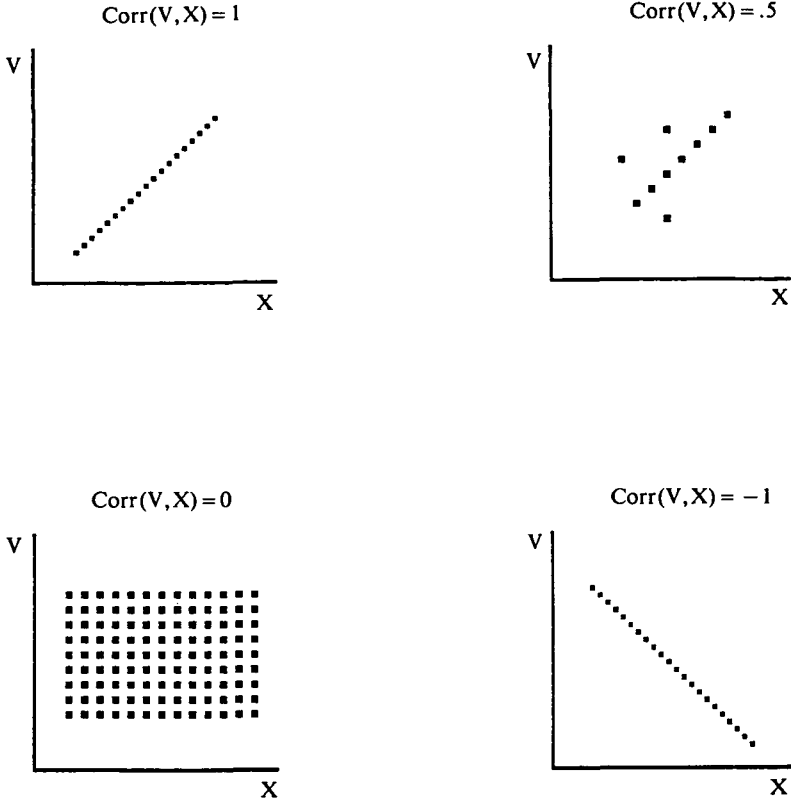 Corr(V,X) = 1
V
X
Corr(V,X) = .5
V
X
Corr(V,X) = 0
V
X
Corr(V,X) = −1
V
X